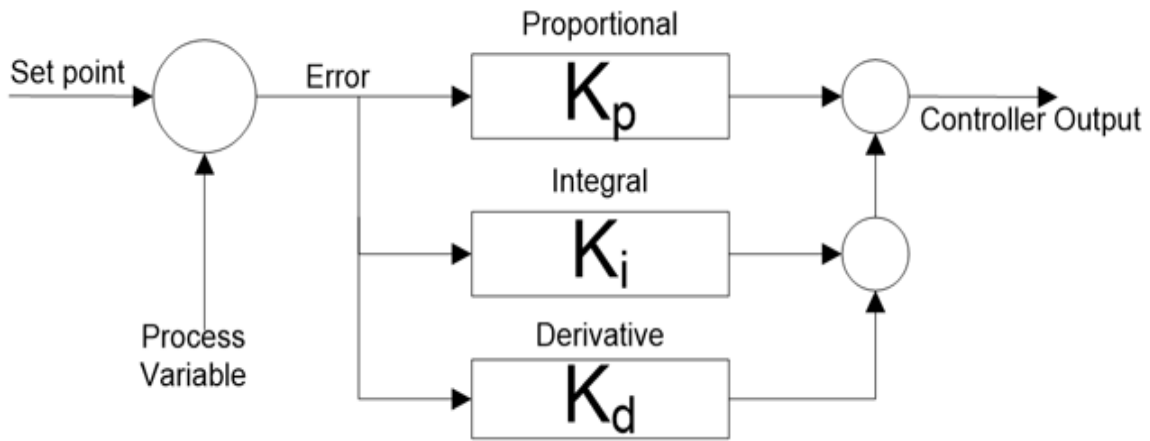 Proportional
Set point
Error
Kp
Controller Output
Integral
Ki
Process
Variable
Derivative
Kd